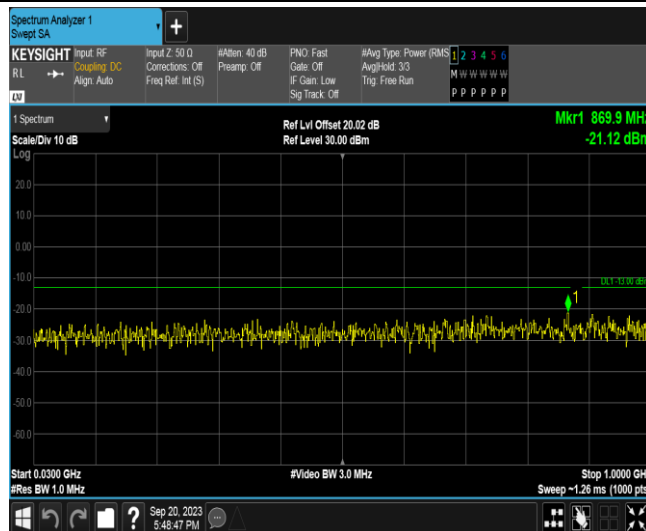 Spectrum Analyzer 1
Swept SA
KEYSIGHT
RL
Input: RF
Coupling: DC
Align: Auto
Input Z: 50 Ω
Corrections: Off
Freq Ref: Int (S)
#Atten: 40 dB
Preamp: Off
PNO: Fast
Gate: Off
IF Gain: Low
Sig Track: Off
#Avg Type: Power (RMS
Avg|Hold: 3/3
Trig: Free Run
1 2 3 4 5 6
M W W W W W
P P P P P P
1 Spectrum
Scale/Div 10 dB
Log
Ref Lvl Offset 20.02 dB
Ref Level 30.00 dBm
Mkr1 869.9 MHz
-21.12 dBm
20.0
10.0
0.00
-10.0
DL1 -13.00 dBm
1
-20.0
-30.0
-40.0
-50.0
-60.0
Start 0.0300 GHz
#Video BW 3.0 MHz
Stop 1.0000 GHz
#Res BW 1.0 MHz
Sweep ~1.26 ms (1000 pts
?
Sep 20, 2023
5:48:47 PM